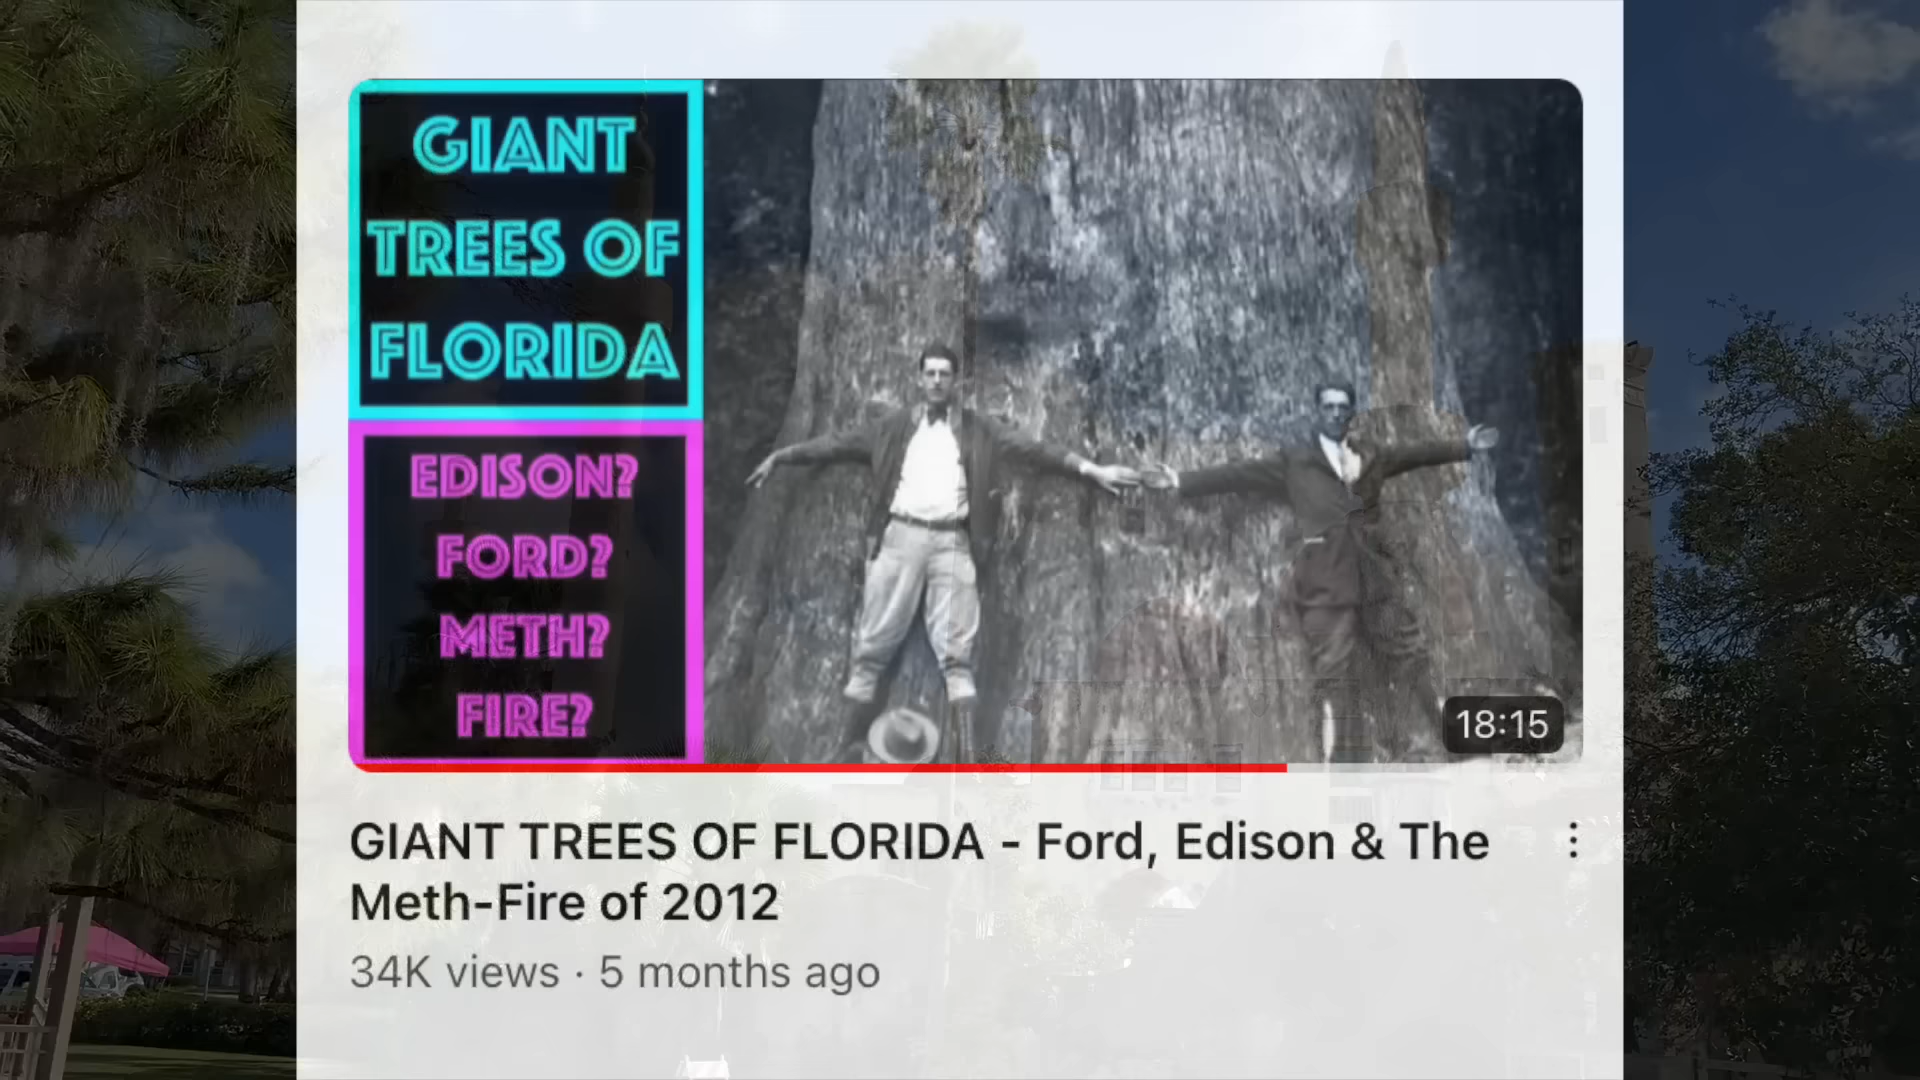 GIANT
TREES OF
FLORIDA
EDISON?
FORD?
METH?
FIRE?
18:15
GIANT TREES OF FLORIDA - Ford, Edison & The
Meth-Fire of 2012
34K views · 5 months ago